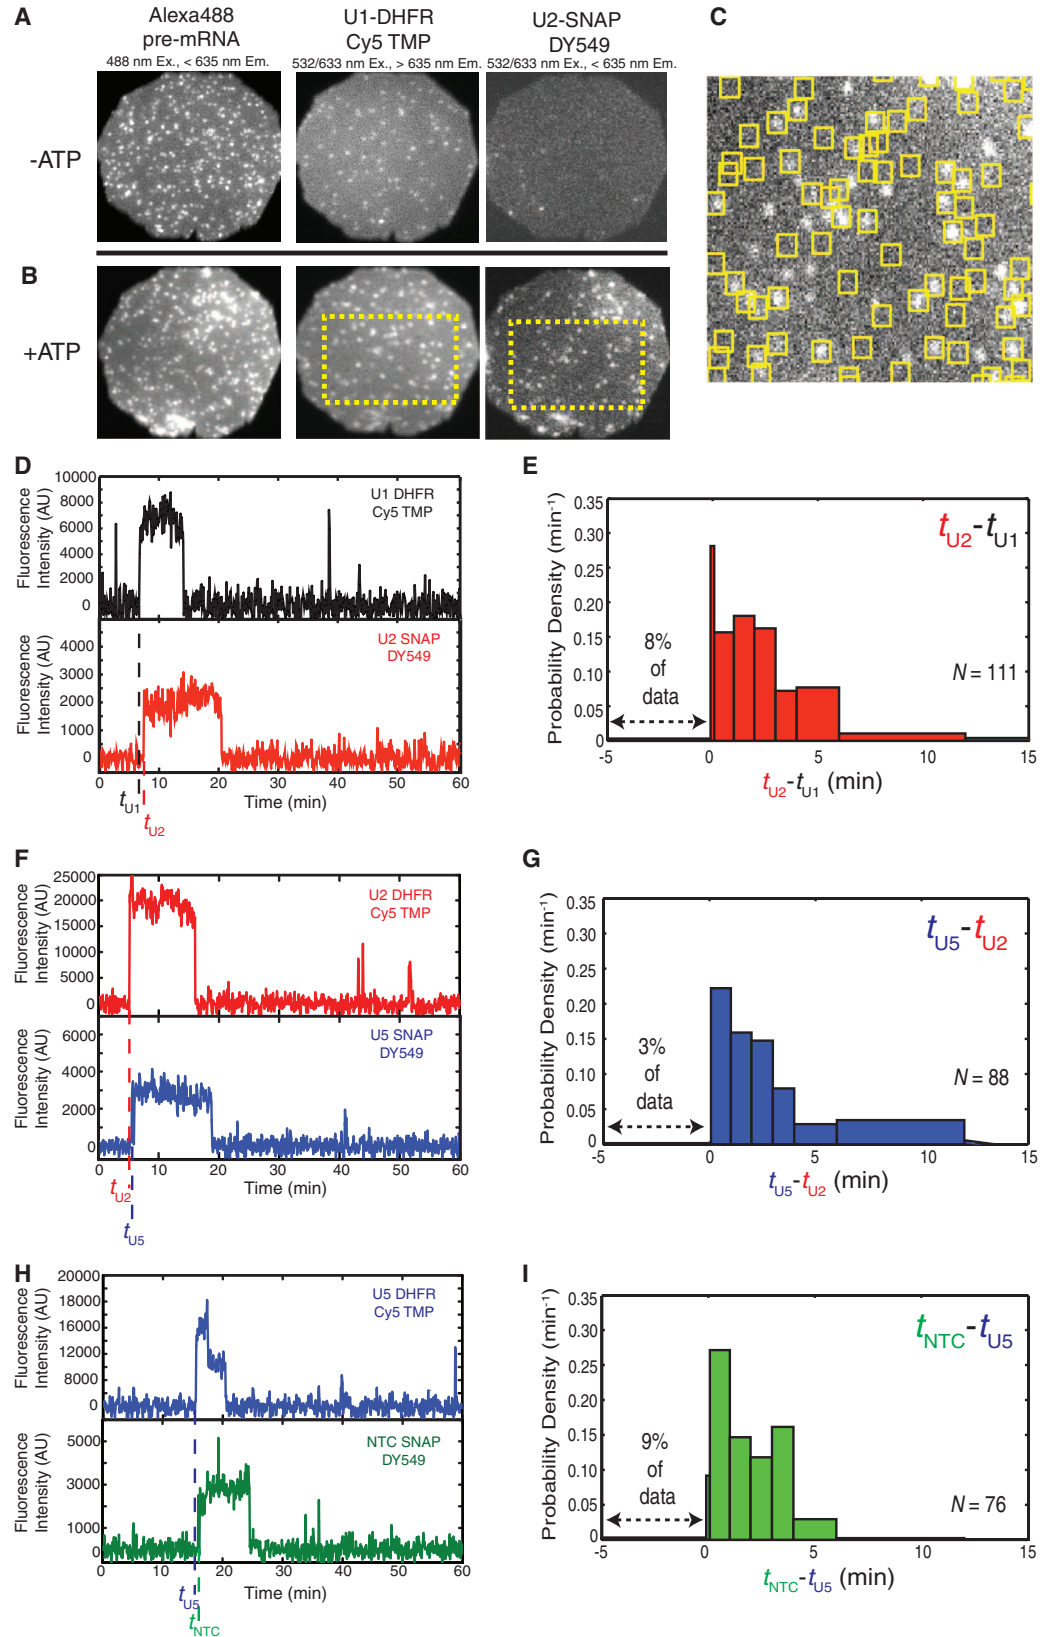 A
Alexa488
pre-mRNA
488 nm Ex., < 635 nm Em.
U1-DHFR
Cy5 TMP
532/633 nm Ex., > 635 nm Em.
U2-SNAP
DY549
532/633 nm Ex., < 635 nm Em.
C
-ATP
B
+ATP
D
Fluorescence
Intensity (AU)
10000
8000
6000
4000
2000
0
U1 DHFR
Cy5 TMP
Fluorescence
Intensity (AU)
4000
3000
2000
1000
0
U2 SNAP
DY549
0 10 20 30 40 50 60
Time (min)
tU1
tU2
E
Probability Density (min-1)
0.35
0.30
0.25
0.20
0.15
0.10
0.05
0
tU2-tU1
8%
of
data
N = 111
-5 0 5 10 15
tU2-tU1 (min)
F
Fluorescence
Intensity (AU)
25000
20000
15000
10000
5000
0
U2 DHFR
Cy5 TMP
Fluorescence
Intensity (AU)
6000
4000
2000
0
U5 SNAP
DY549
0 10 20 30 40 50 60
Time (min)
tU2
tU5
G
Probability Density (min-1)
0.35
0.30
0.25
0.20
0.15
0.10
0.05
0
tU5-tU2
3%
of
data
N = 88
-5 0 5 10 15
tU5-tU2 (min)
H
Fluorescence
Intensity (AU)
20000
18000
16000
12000
8000
4000
0
U5 DHFR
Cy5 TMP
Fluorescence
Intensity (AU)
5000
3000
1000
0
NTC SNAP
DY549
0 10 20 30 40 50 60
Time (min)
tU5
tNTC
I
Probability Density (min-1)
0.35
0.30
0.25
0.20
0.15
0.10
0.05
0
tNTC-tU5
9%
of
data
N = 76
-5 0 5 10 15
tNTC-tU5 (min)